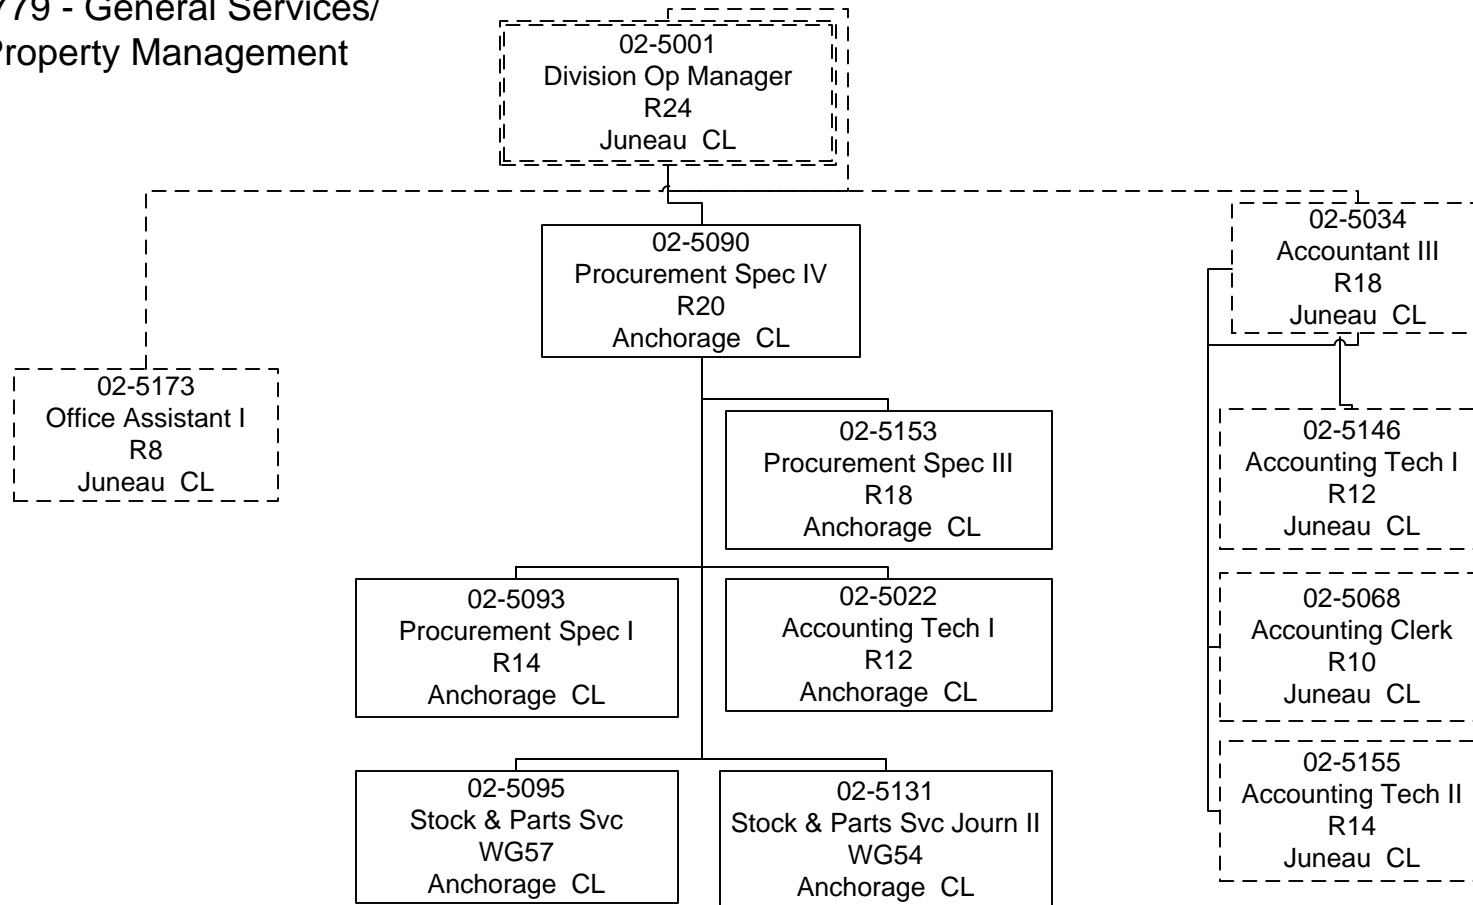 779 - General Services/
Property Management
02-5001
Division Op Manager
R24
Juneau CL
02-5090
Procurement Spec IV
R20
Anchorage CL
02-5034
Accountant III
R18
Juneau CL
02-5173
Office Assistant I
R8
Juneau CL
02-5153
Procurement Spec III
R18
Anchorage CL
02-5146
Accounting Tech I
R12
Juneau CL
02-5093
Procurement Spec I
R14
Anchorage CL
02-5022
Accounting Tech I
R12
Anchorage CL
02-5068
Accounting Clerk
R10
Juneau CL
02-5095
Stock & Parts Svc
WG57
Anchorage CL
02-5131
Stock & Parts Svc Journ II
WG54
Anchorage CL
02-5155
Accounting Tech II
R14
Juneau CL